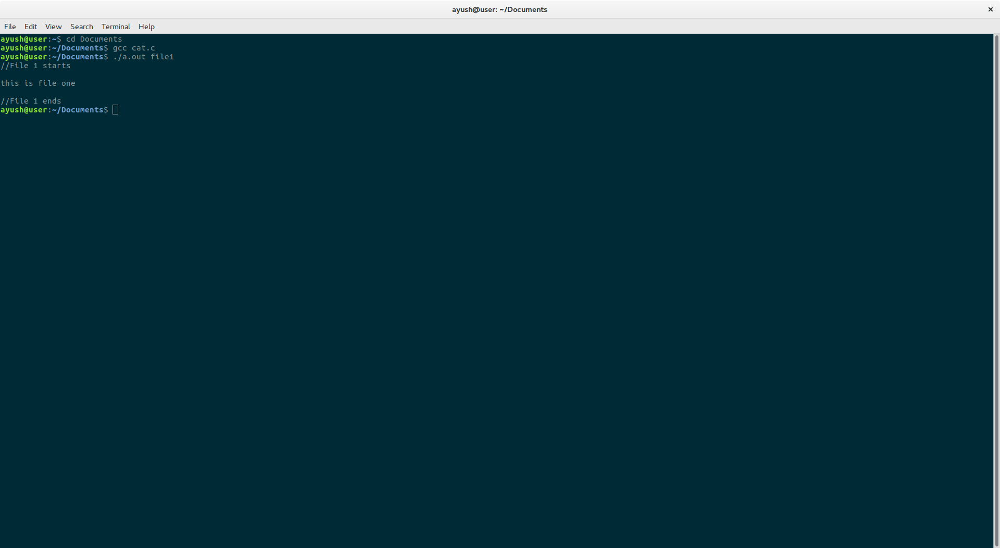 ayush@user: ~/Documents
File Edit View Search Terminal Help
ayush@user:~$ cd Documents
ayush@user:~/Documents$ gcc cat.c
ayush@user:~/Documents$ ./a.out file1
//File 1 starts
this is file one
//File 1 ends
ayush@user:~/Documents$